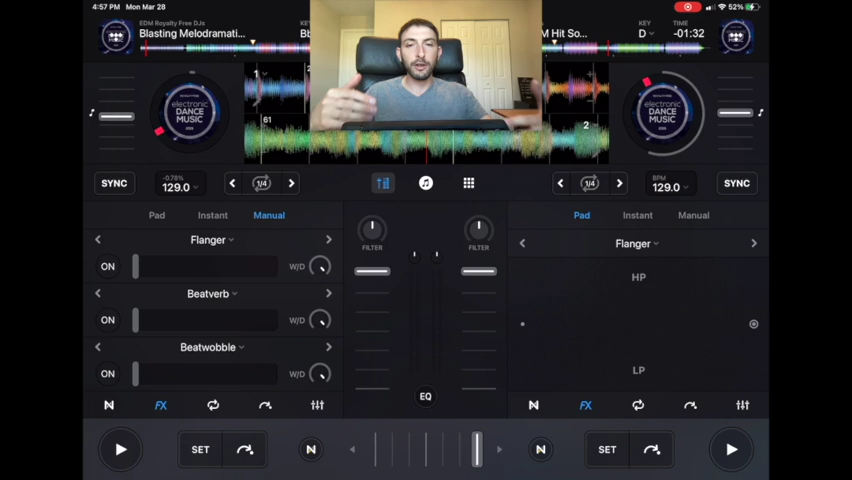 4:57 PM Mon Mar 28
52%
EDM Royalty Free DJs
Blasting Melodramati...
M Hit So...
KEY
D
TIME
-01:32
electronic
DANCE
MUSIC
1
61
2
electronic
DANCE
MUSIC
SYNC
-0.78%
129.0
1/4
1/4
BPM
129.0
SYNC
Pad
Instant
Manual
Flanger
ON
W/D
Beatverb
ON
W/D
Beatwobble
ON
W/D
FX
FILTER
FILTER
EQ
Pad
Instant
Manual
Flanger
HP
LP
FX
SET
N
N
SET